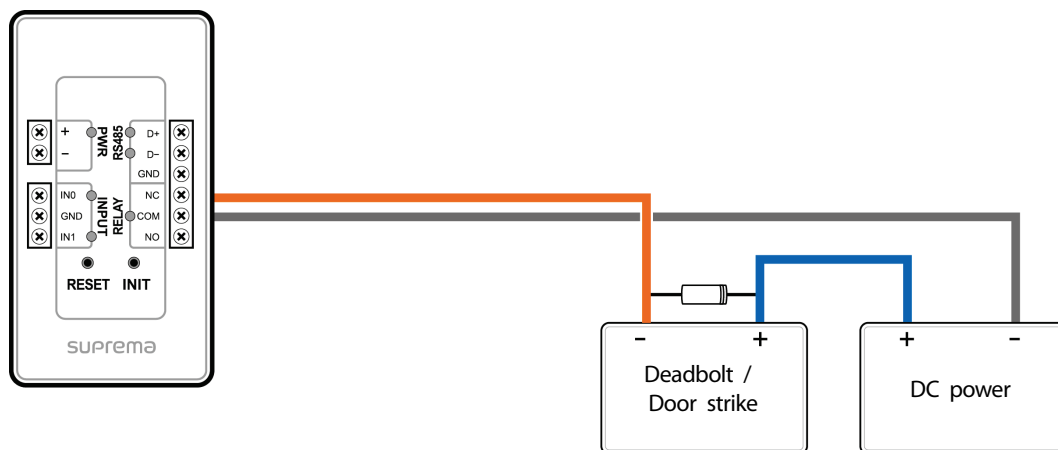 +
−
PWR
RS485
D+
D−
GND
IN0
GND
IN1
INPUT
RELAY
NC
COM
NO
RESET INIT
suprema
− +
Deadbolt /
Door strike
+ −
DC power